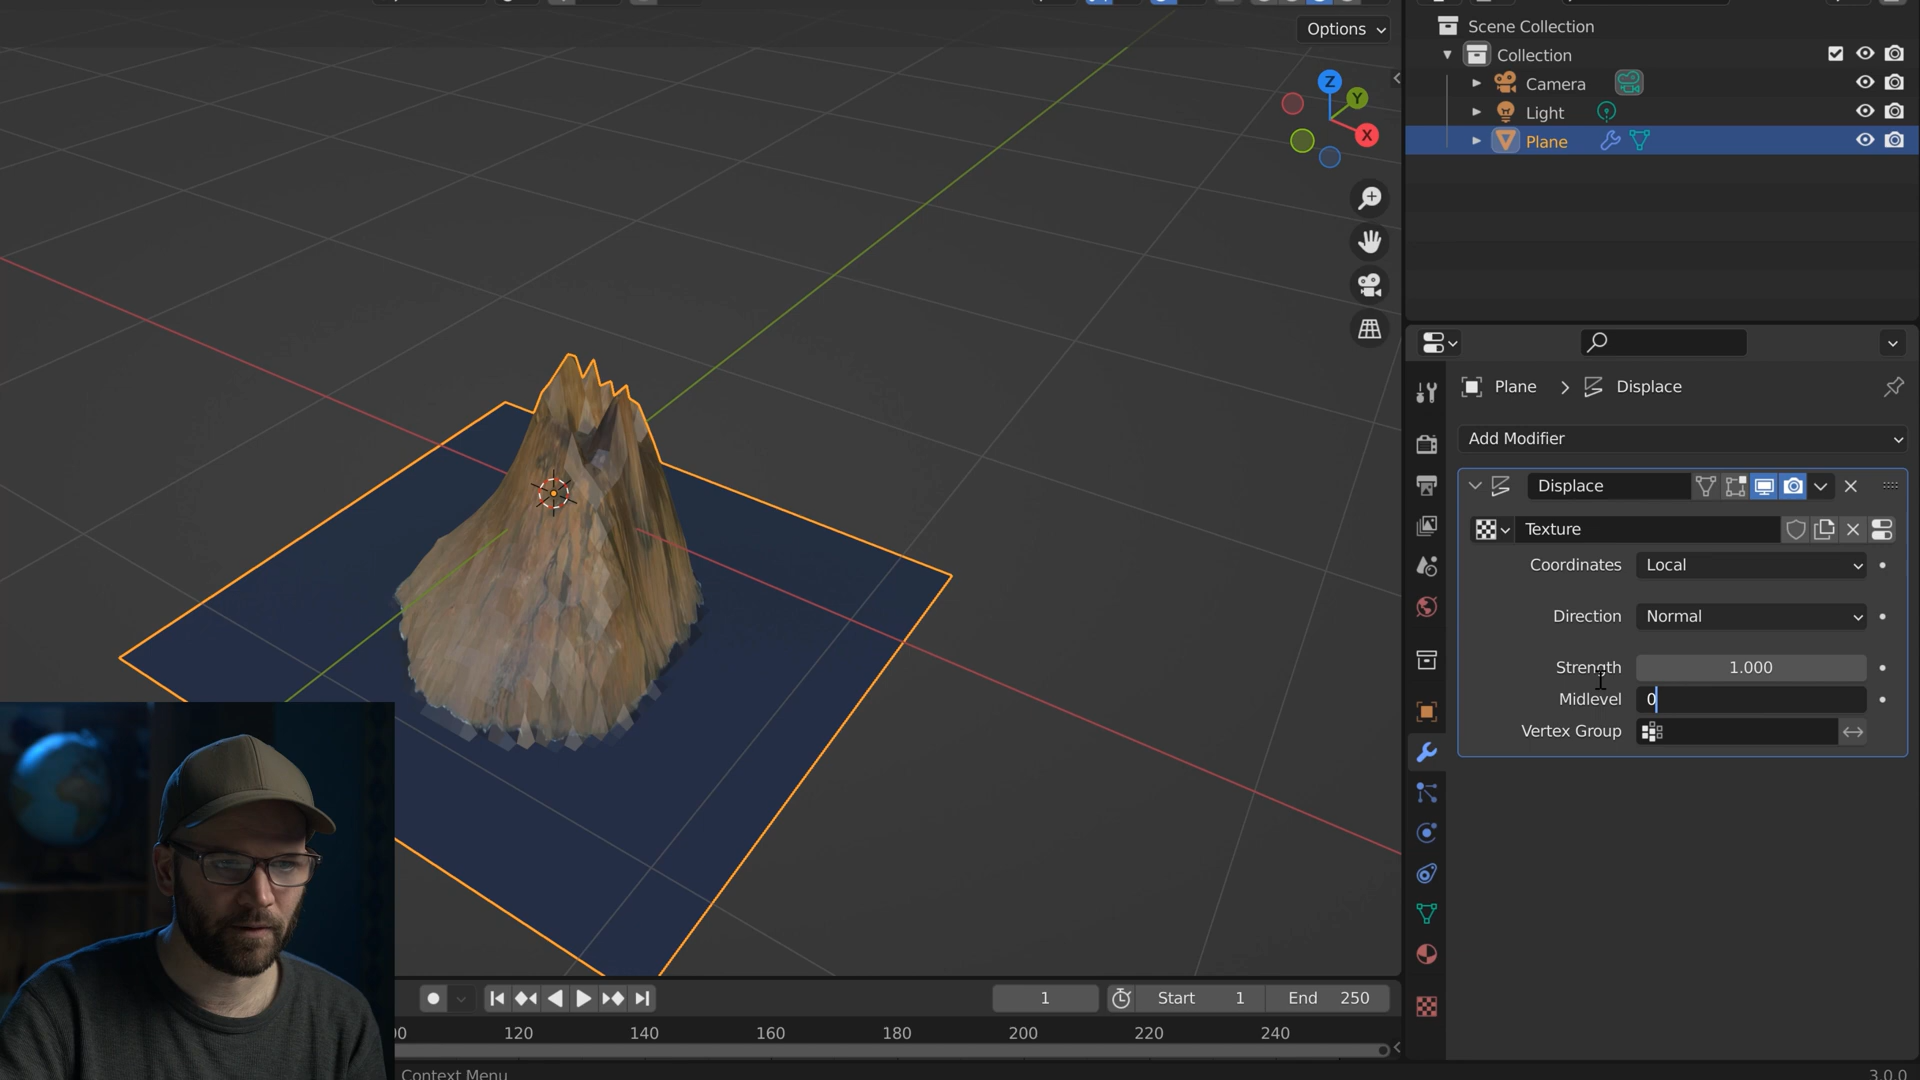 Options
Z
Y
X
Scene Collection
Collection
Camera
Light
Plane
Plane > Displace
Add Modifier
Displace
Texture
Coordinates Local
Direction Normal
Strength 1.000
Midlevel 0
Vertex Group
1 Start 1 End 250
120 140 160 180 200 220 240
Context Menu
3.0.0